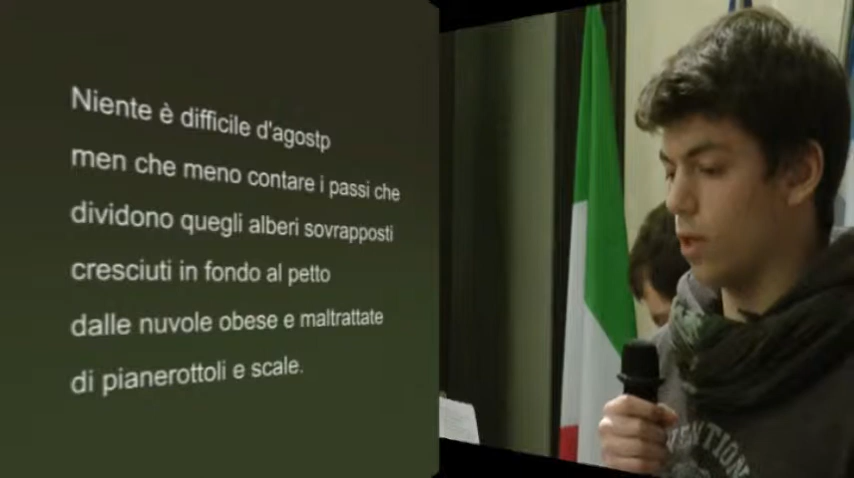 Niente è difficile d'agostp
men che meno contare i passi che
dividono quegli alberi sovrapposti
cresciuti in fondo al petto
dalle nuvole obese e maltrattate
di pianerottoli e scale.